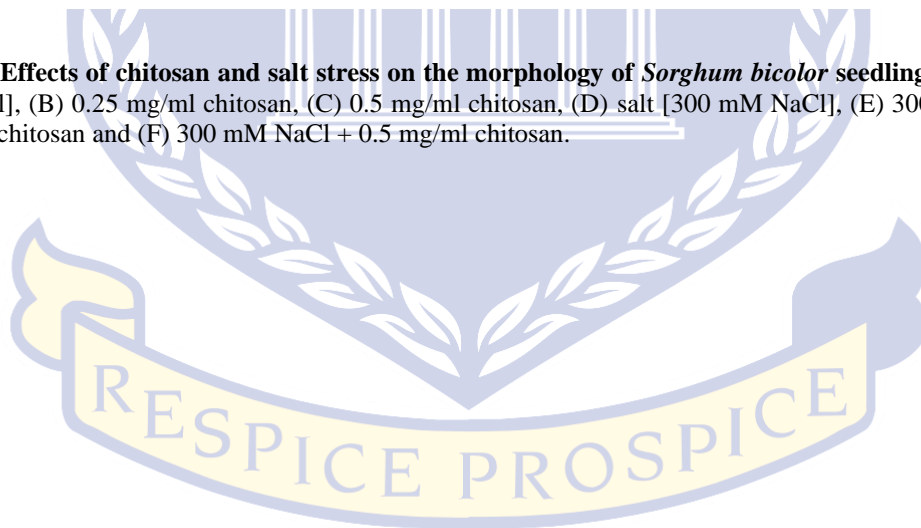 Effects of chitosan and salt stress on the morphology of Sorghum bicolor seedling
(B) 0.25 mg/ml chitosan, (C) 0.5 mg/ml chitosan, (D) salt [300 mM NaCl], (E) 300
chitosan and (F) 300 mM NaCl + 0.5 mg/ml chitosan.
RESPICE PROSPICE